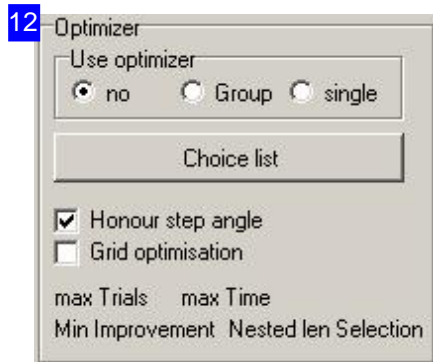 12
Optimizer
Use optimizer
no Group single
Choice list
Honour step angle
Grid optimisation
max Trials max Time
Min Improvement Nested len Selection